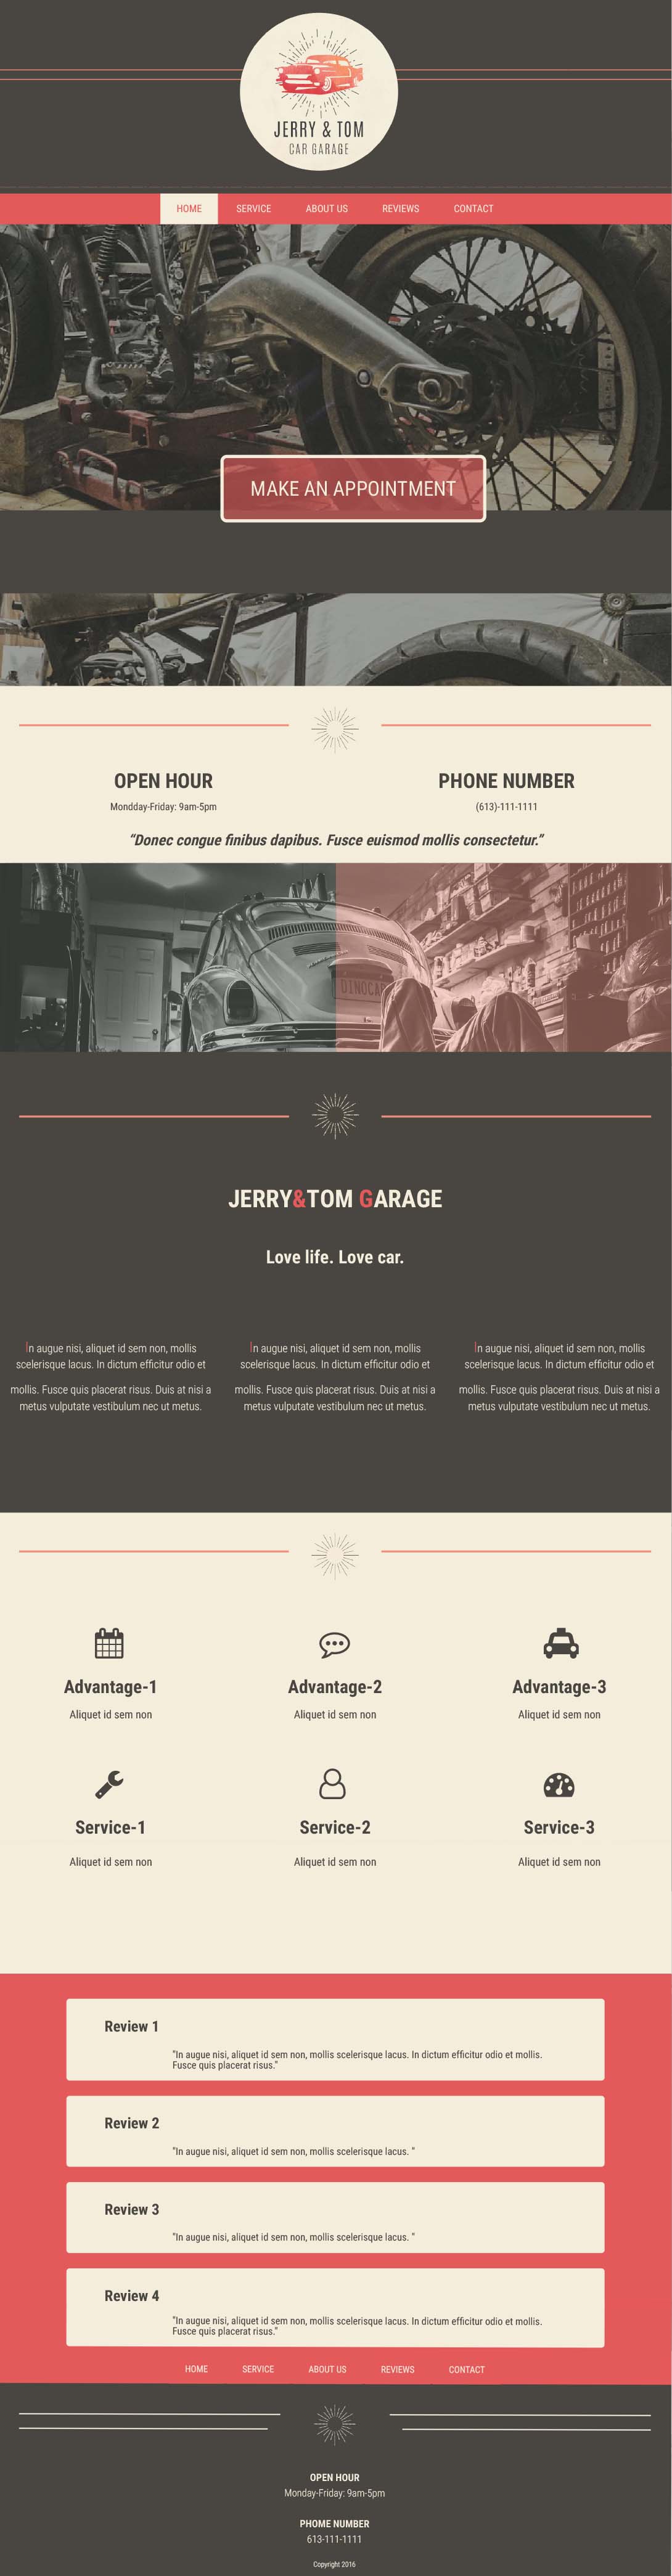 JERRY & TOM
CAR GARAGE
HOME SERVICE ABOUT US REVIEWS CONTACT
MAKE AN APPOINTMENT
OPEN HOUR
Mondday-Friday: 9am-5pm
PHONE NUMBER
(613)-111-1111
“Donec congue finibus dapibus. Fusce euismod mollis consectetur.”
JERRY&TOM GARAGE
Love life. Love car.
In augue nisi, aliquet id sem non, mollis
scelerisque lacus. In dictum efficitur odio et
mollis. Fusce quis placerat risus. Duis at nisi a
metus vulputate vestibulum nec ut metus.
In augue nisi, aliquet id sem non, mollis
scelerisque lacus. In dictum efficitur odio et
mollis. Fusce quis placerat risus. Duis at nisi a
metus vulputate vestibulum nec ut metus.
In augue nisi, aliquet id sem non, mollis
scelerisque lacus. In dictum efficitur odio et
mollis. Fusce quis placerat risus. Duis at nisi a
metus vulputate vestibulum nec ut metus.
Advantage-1
Aliquet id sem non
Advantage-2
Aliquet id sem non
Advantage-3
Aliquet id sem non
Service-1
Aliquet id sem non
Service-2
Aliquet id sem non
Service-3
Aliquet id sem non
Review 1
"In augue nisi, aliquet id sem non, mollis scelerisque lacus. In dictum efficitur odio et mollis.
Fusce quis placerat risus."
Review 2
"In augue nisi, aliquet id sem non, mollis scelerisque lacus. "
Review 3
"In augue nisi, aliquet id sem non, mollis scelerisque lacus. "
Review 4
"In augue nisi, aliquet id sem non, mollis scelerisque lacus. In dictum efficitur odio et mollis.
Fusce quis placerat risus."
HOME SERVICE ABOUT US REVIEWS CONTACT
OPEN HOUR
Monday-Friday: 9am-5pm
PHOME NUMBER
613-111-1111
Copyright 2016